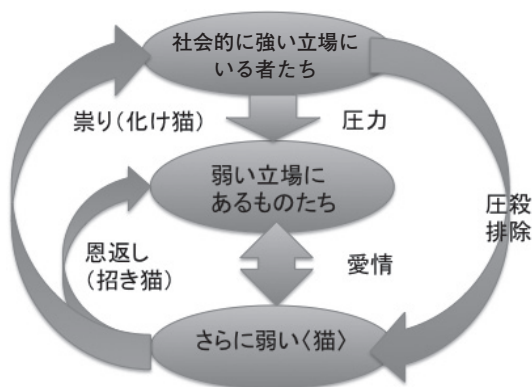 社会的に強い立場に
いる者たち
祟り(化け猫)
圧力
弱い立場に
あるものたち
圧殺
排除
恩返し
(招き猫)
愛情
さらに弱い〈猫〉